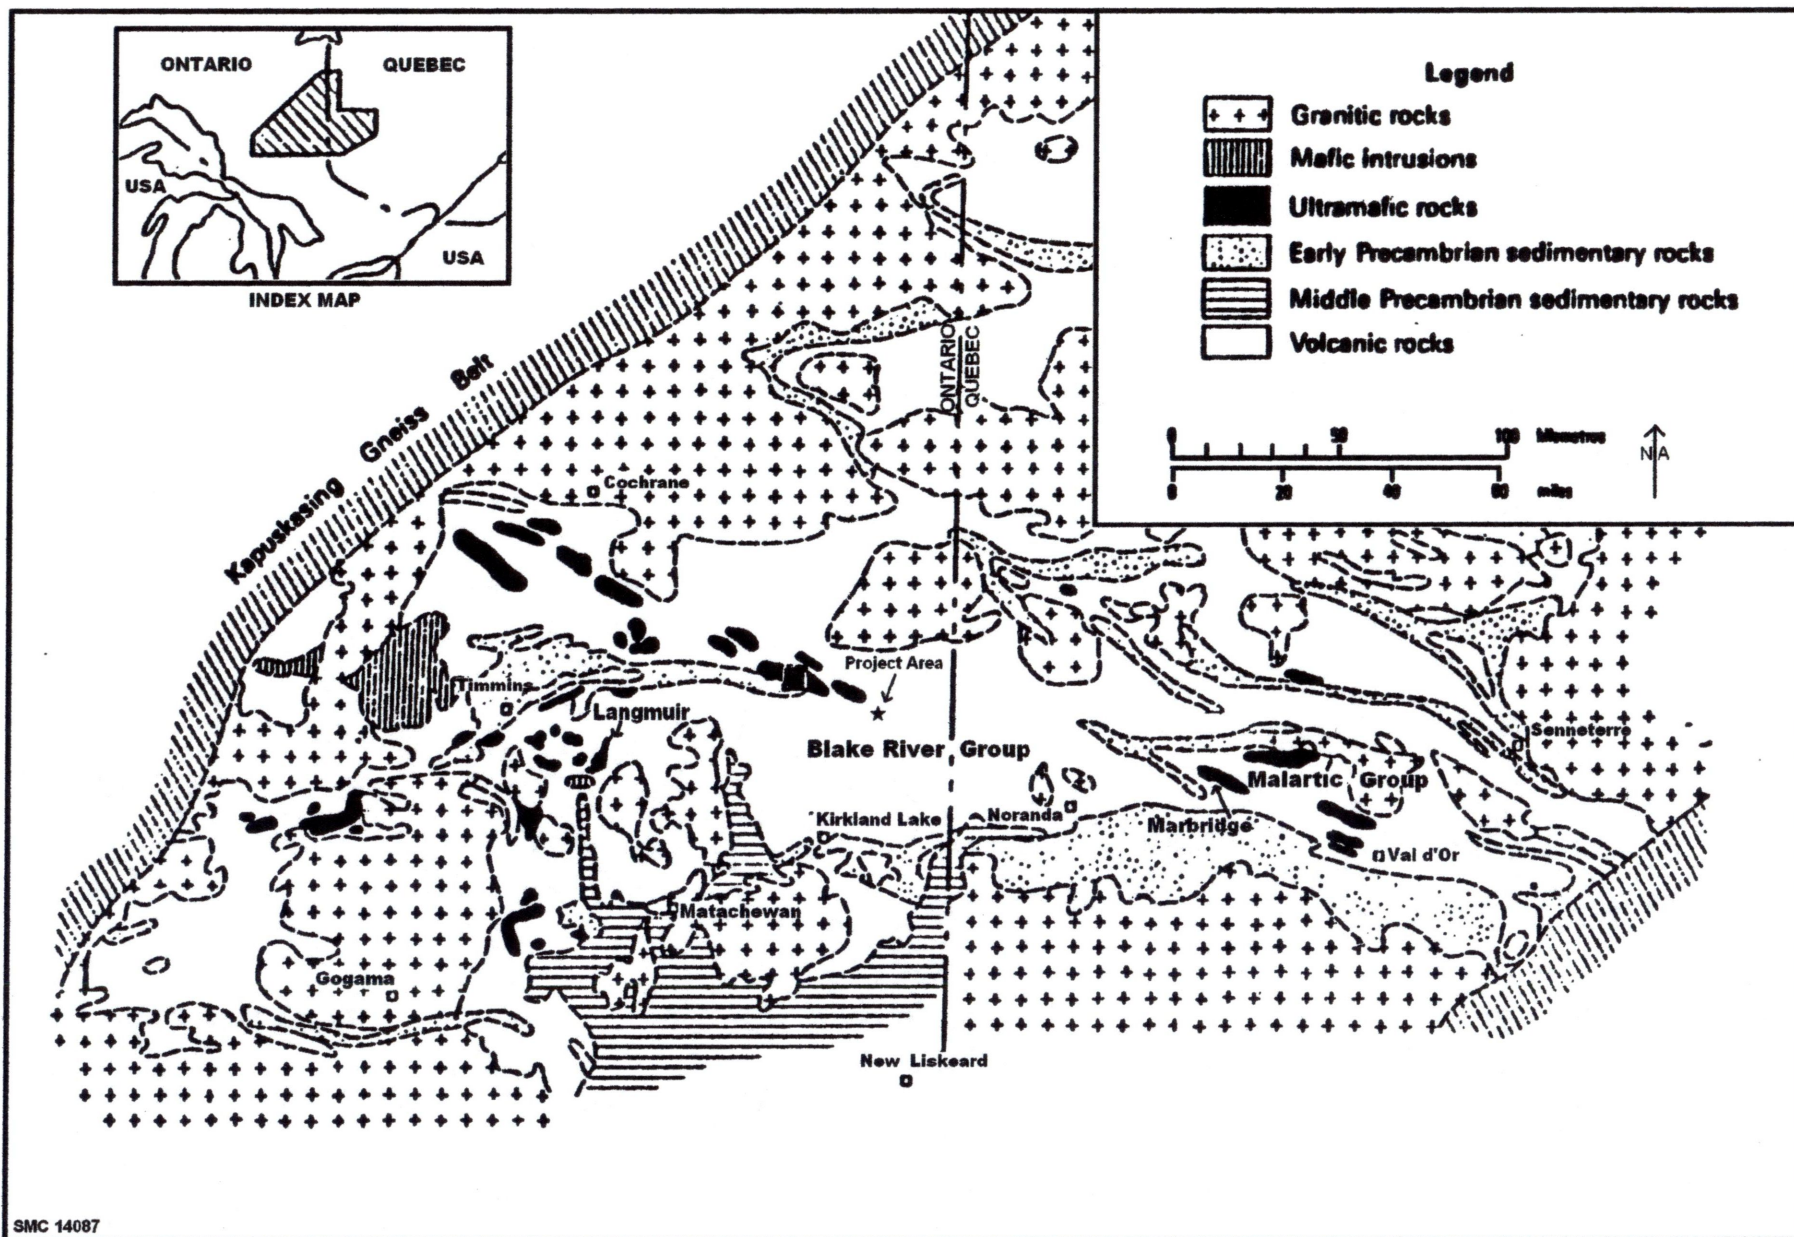 ONTARIO
QUEBEC
USA
USA
INDEX MAP
Legend
Granitic rocks
Mafic intrusions
Ultramafic rocks
Early Precambrian sedimentary rocks
Middle Precambrian sedimentary rocks
Volcanic rocks
0 50 100 kilometres
0 20 40 60 miles
N
Kapuskasing Gneiss Belt
ONTARIO
QUEBEC
Cochrane
Project Area
Timmins
Langmuir
Blake River Group
Senneterre
Malartic Group
Kirkland Lake
Noranda
Marbridge
Val d'Or
Matachewan
Gogama
New Liskeard
SMC 14087